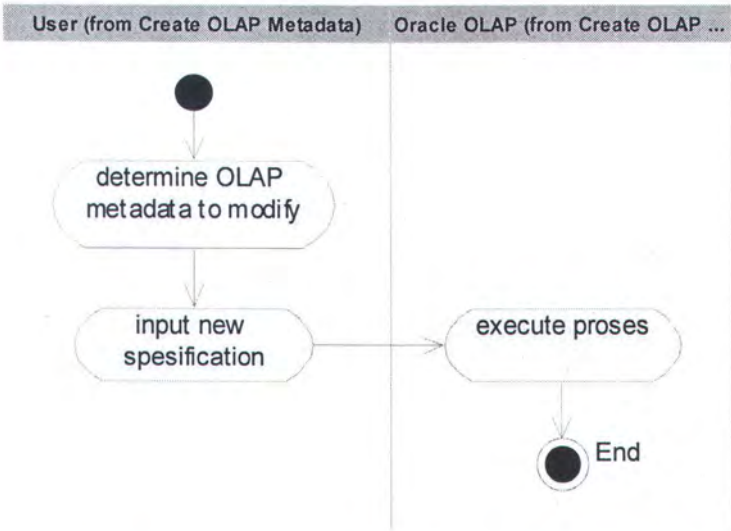 User (from Create OLAP Metadata)
Oracle OLAP (from Create OLAP ...
determine OLAP
metadata to modify
input new
spesification
execute proses
End